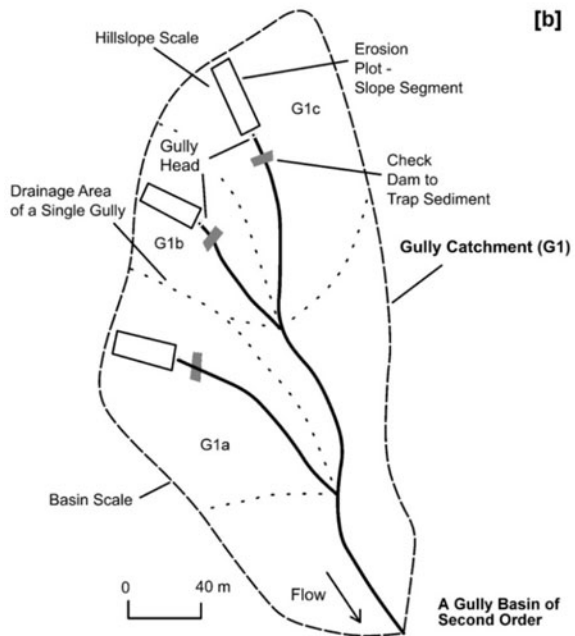 [b]
Hillslope Scale
Erosion
Plot -
Slope Segment
G1c
Gully
Head
Check
Dam to
Trap Sediment
Drainage Area
of a Single Gully
G1b
Gully Catchment (G1)
G1a
Basin Scale
0 40 m
Flow
A Gully Basin of
Second Order